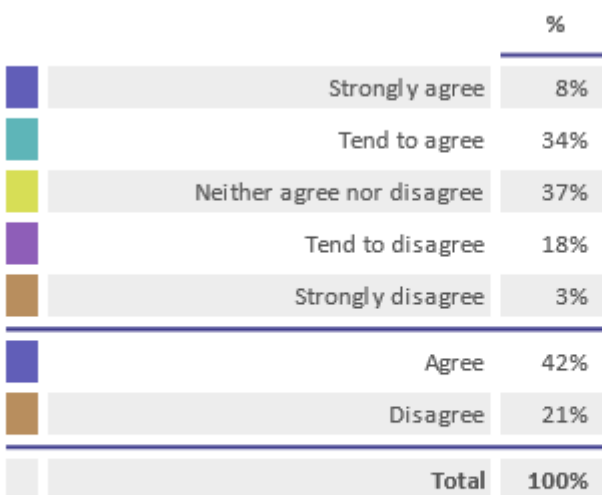 %
Strongly agree 8%
Tend to agree 34%
Neither agree nor disagree 37%
Tend to disagree 18%
Strongly disagree 3%
Agree 42%
Disagree 21%
Total 100%